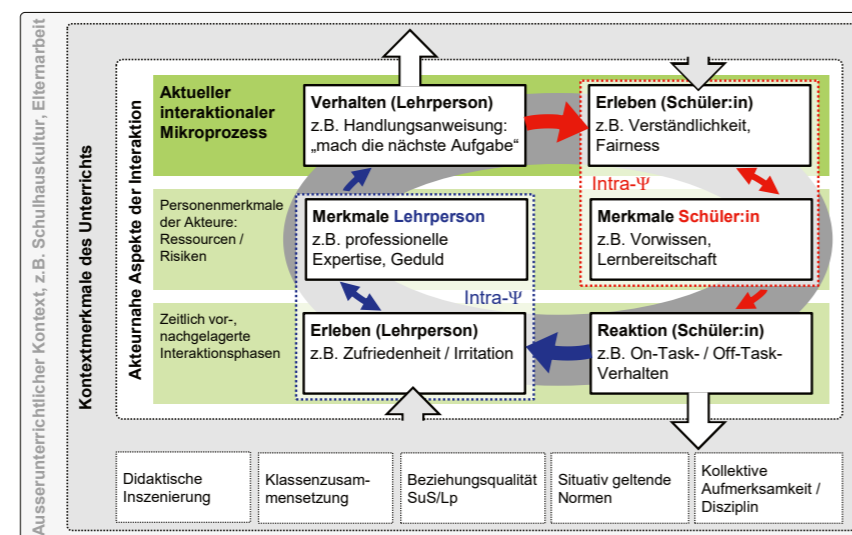 Ausserunterrichtlicher Kontext, z.B. Schulhauskultur, Elternarbeit
Kontextmerkmale des Unterrichts
Akteurnahe Aspekte der Interaktion
Aktueller
interaktionaler
Mikroprozess
Verhalten (Lehrperson)
z.B. Handlungsanweisung:
„mach die nächste Aufgabe“
Erleben (Schüler:in)
z.B. Verständlichkeit,
Fairness
Intra-Ψ
Personenmerkmale
der Akteure:
Ressourcen /
Risiken
Merkmale Lehrperson
z.B. professionelle
Expertise, Geduld
Merkmale Schüler:in
z.B. Vorwissen,
Lernbereitschaft
Intra-Ψ
Zeitlich vor-,
nachgelagerte
Interaktionsphasen
Erleben (Lehrperson)
z.B. Zufriedenheit / Irritation
Reaktion (Schüler:in)
z.B. On-Task- / Off-Task-
Verhalten
Didaktische
Inszenierung
Klassenzusam-
mensetzung
Beziehungsqualität
SuS/Lp
Situativ geltende
Normen
Kollektive
Aufmerksamkeit /
Disziplin